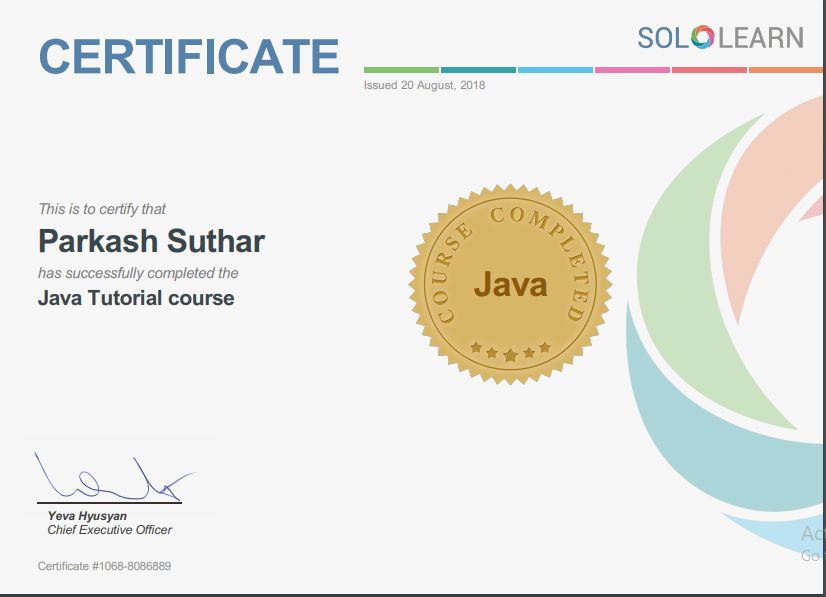 CERTIFICATE
SOLOLEARN
Issued 20 August, 2018
This is to certify that
Parkash Suthar
has successfully completed the
Java Tutorial course
COURSE COMPLETED
Java
Yeva Hyusyan
Chief Executive Officer
Certificate #1068-8086889
Go